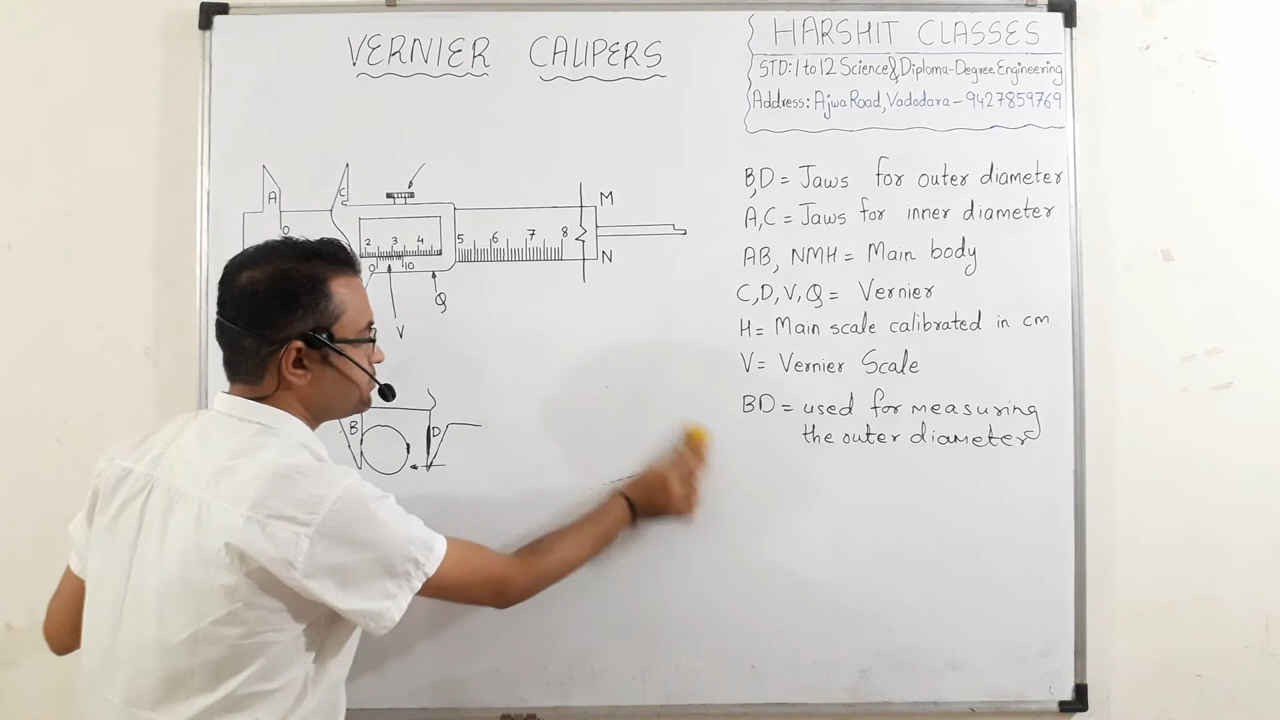 VERNIER CALIPERS
HARSHIT CLASSES
STD: 1 to 12 Science & Diploma-Degree Engineering
Address: Ajwa Road, Vadodara - 9427859769
A
C
0
M
N
2 3 4
5 6 7 8
0 10
Q
V
B
D
B,D = Jaws for outer diameter
A,C = Jaws for inner diameter
AB, NMH = Main body
C,D,V,Q = Vernier
H = Main scale calibrated in cm
V = Vernier Scale
BD = used for measuring
the outer diameter